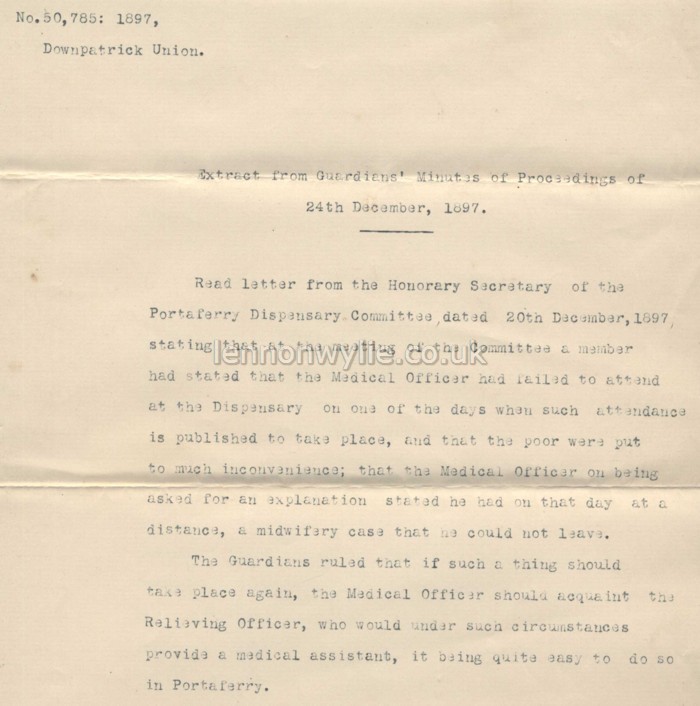 No.50,785: 1897,
Downpatrick Union.
Extract from Guardians' Minutes of Proceedings of
24th December, 1897.
Read letter from the Honorary Secretary of the
Portaferry Dispensary Committee, dated 20th December, 1897,
stating that at the meeting of the Committee a member
lennonwylie.co.uk
had stated that the Medical Officer had failed to attend
at the Dispensary on one of the days when such attendance
is published to take place, and that the poor were put
to much inconvenience; that the Medical Officer on being
asked for an explanation stated he had on that day at a
distance, a midwifery case that he could not leave.
The Guardians ruled that if such a thing should
take place again, the Medical Officer should acquaint the
Relieving Officer, who would under such circumstances
provide a medical assistant, it being quite easy to do so
in Portaferry.